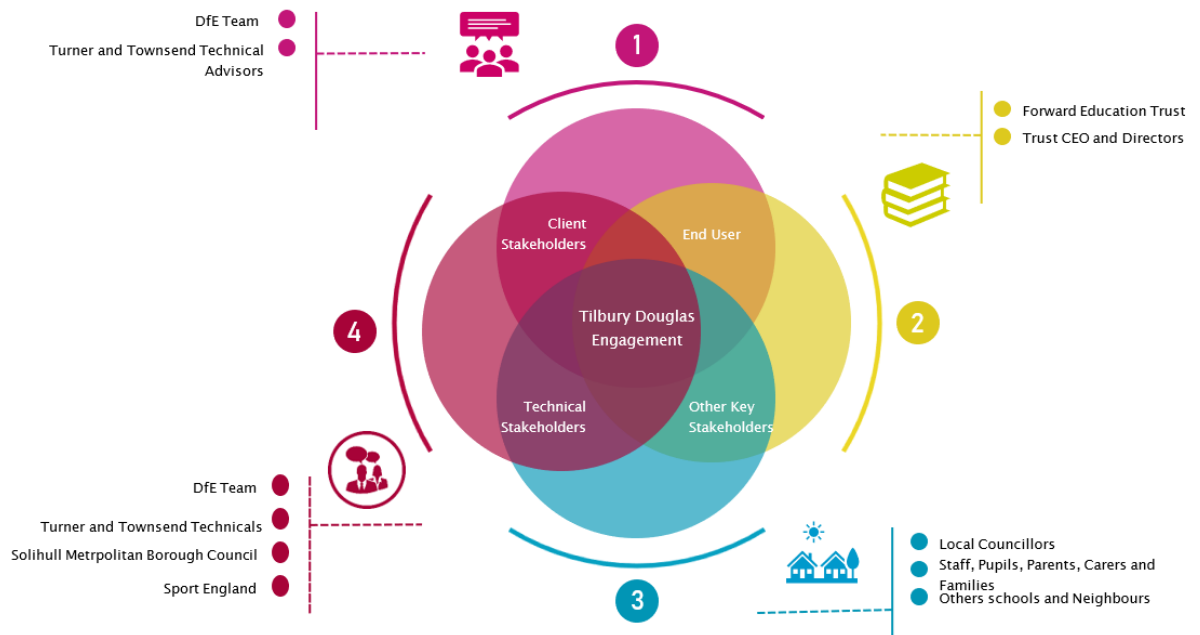 DfE Team
Turner and Townsend Technical
Advisors
1
Forward Education Trust
Trust CEO and Directors
Client
Stakeholders
End User
4
Tilbury Douglas
Engagement
2
Technical
Stakeholders
Other Key
Stakeholders
DfE Team
Turner and Townsend Technicals
Solihull Metrpolitan Borough Council
Sport England
3
Local Councillors
Staff, Pupils, Parents, Carers and
Families
Others schools and Neighbours